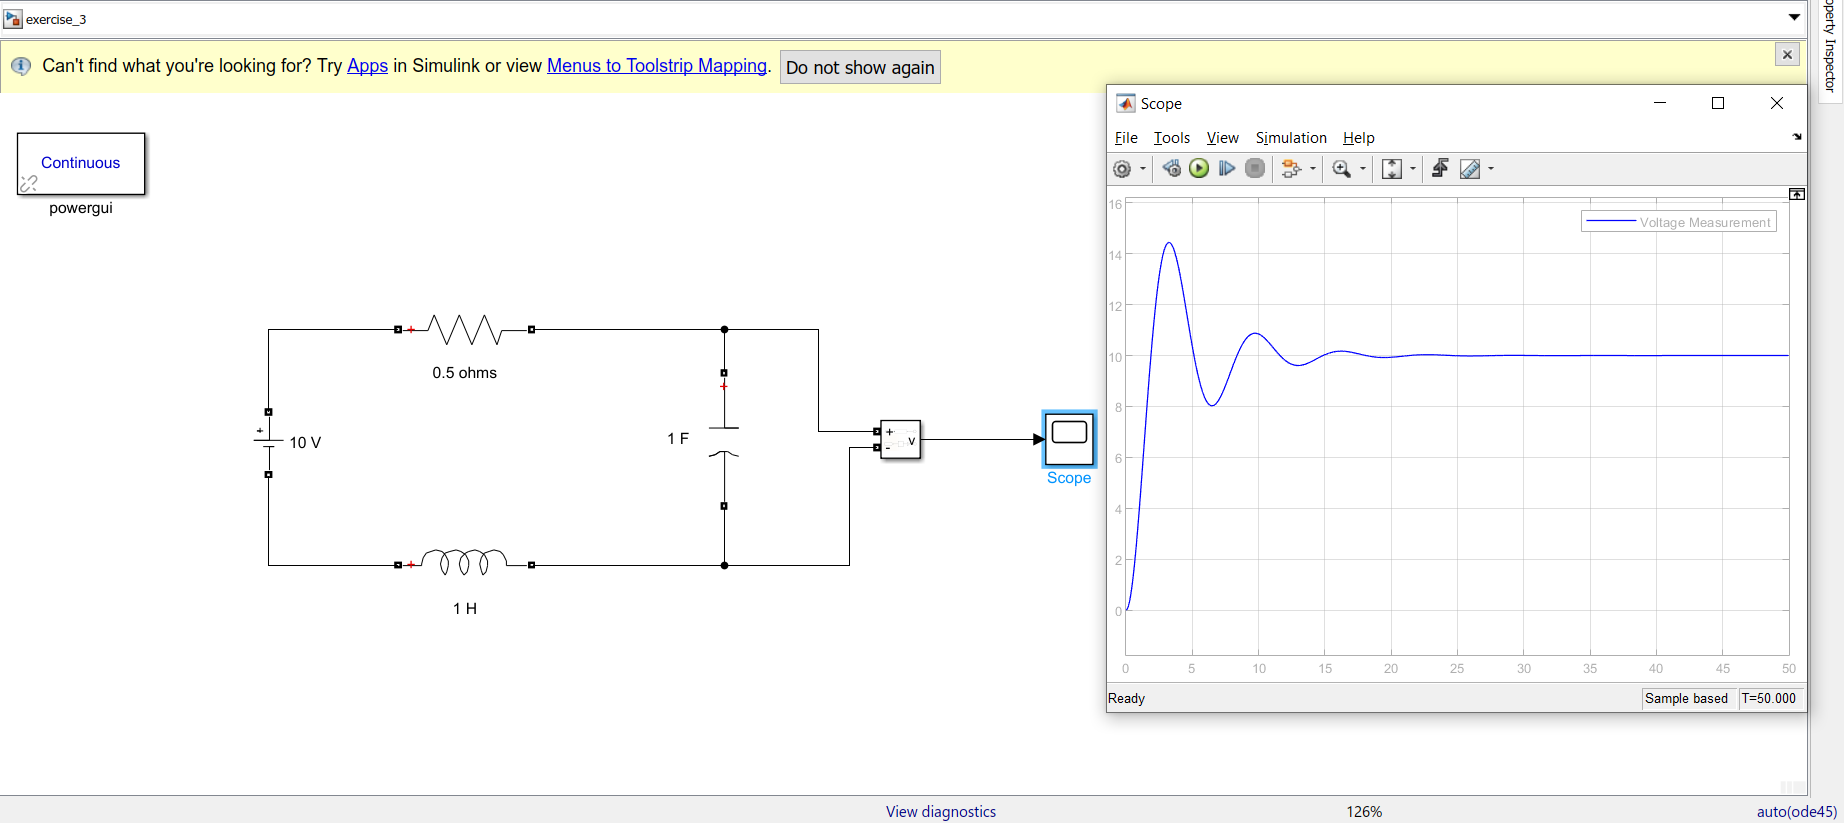 exercise_3
Can't find what you're looking for? Try Apps in Simulink or view Menus to Toolstrip Mapping. Do not show again
Property Inspector
Continuous
powergui
0.5 ohms
+
10 V
1 F
+
-
v
Scope
1 H
Scope
File Tools View Simulation Help
Voltage Measurement
16
14
12
10
8
6
4
2
0
0 5 10 15 20 25 30 35 40 45 50
Ready
Sample based T=50.000
View diagnostics
126%
auto(ode45)